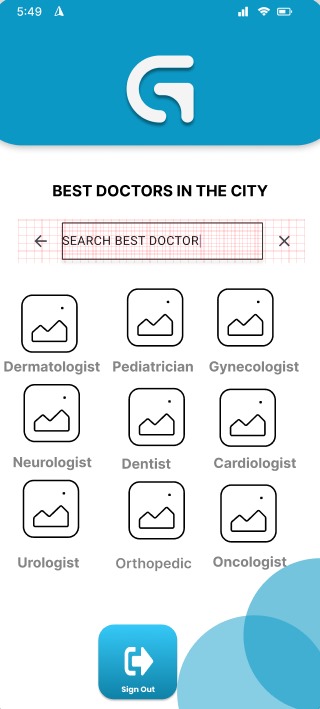 5:49
BEST DOCTORS IN THE CITY
SEARCH BEST DOCTOR
Dermatologist Pediatrician Gynecologist
Neurologist Dentist Cardiologist
Urologist Orthopedic Oncologist
Sign Out